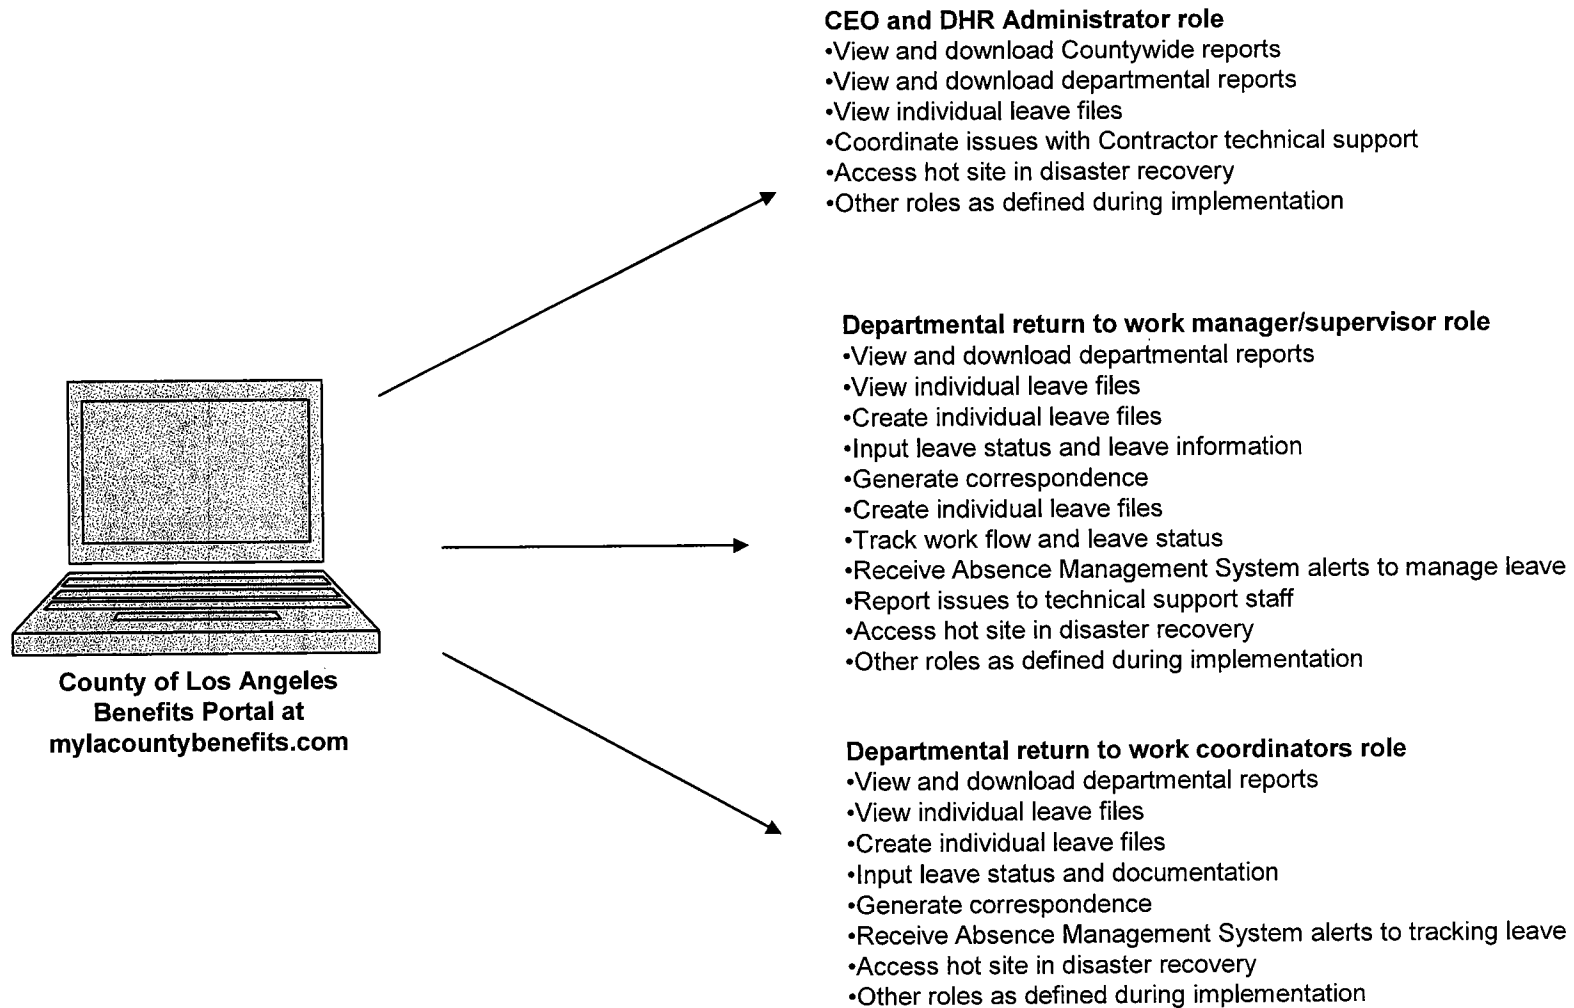 CEO and DHR Administrator role
•View and download Countywide reports
•View and download departmental reports
•View individual leave files
•Coordinate issues with Contractor technical support
•Access hot site in disaster recovery
•Other roles as defined during implementation
Departmental return to work manager/supervisor role
•View and download departmental reports
•View individual leave files
•Create individual leave files
•Input leave status and leave information
•Generate correspondence
•Create individual leave files
•Track work flow and leave status
•Receive Absence Management System alerts to manage leave
•Report issues to technical support staff
•Access hot site in disaster recovery
•Other roles as defined during implementation
County of Los Angeles
Benefits Portal at
mylacountybenefits.com
Departmental return to work coordinators role
•View and download departmental reports
•View individual leave files
•Create individual leave files
•Input leave status and documentation
•Generate correspondence
•Receive Absence Management System alerts to tracking leave
•Access hot site in disaster recovery
•Other roles as defined during implementation